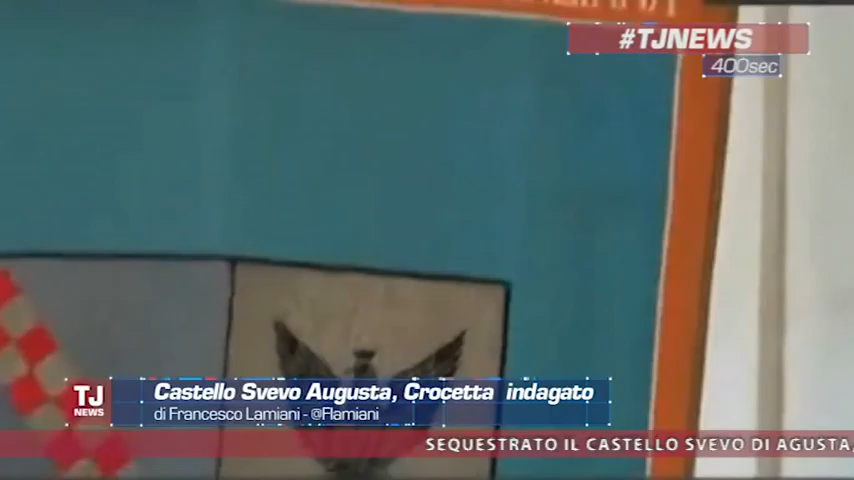 #TJNEWS
400sec
TJ
NEWS
Castello Svevo Augusta, Crocetta indagato
di Francesco Lamiani - @Flamiani
SEQUESTRATO IL CASTELLO SVEVO DI AGUSTA,